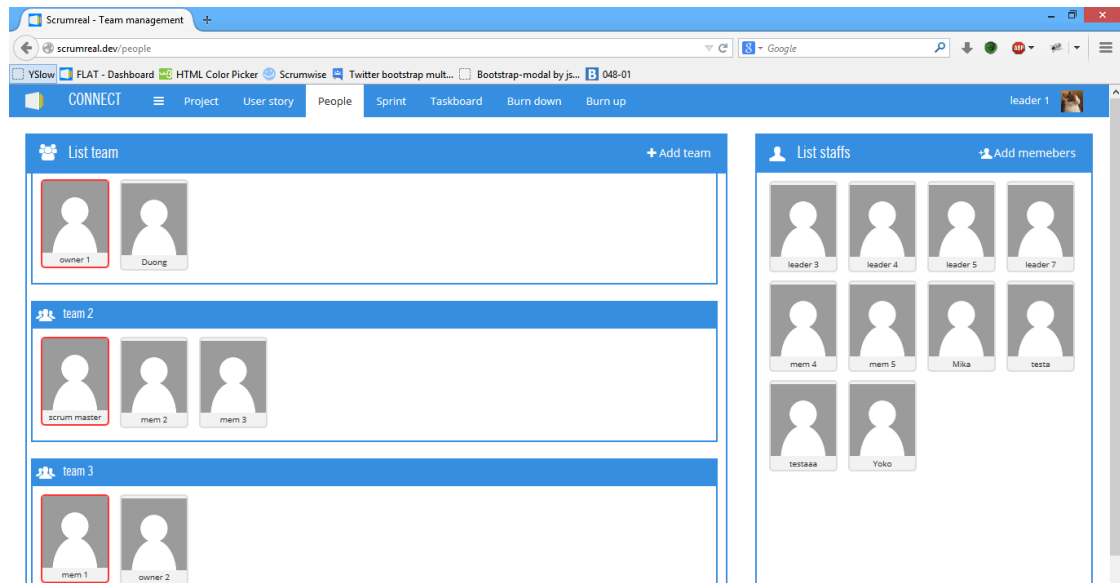 Scrumreal - Team management
scrumreal.dev/people
Google
YSlow FLAT - Dashboard HTML Color Picker Scrumwise Twitter bootstrap mult... Bootstrap-modal by js... B 048-01
CONNECT Project User story People Sprint Taskboard Burn down Burn up leader 1
List team + Add team
owner 1 Duong
team 2
scrum master mem 2 mem 3
team 3
mem 1 owner 2
List staffs Add memebers
leader 3 leader 4 leader 5 leader 7
mem 4 mem 5 Mika testa
testaaa Yoko